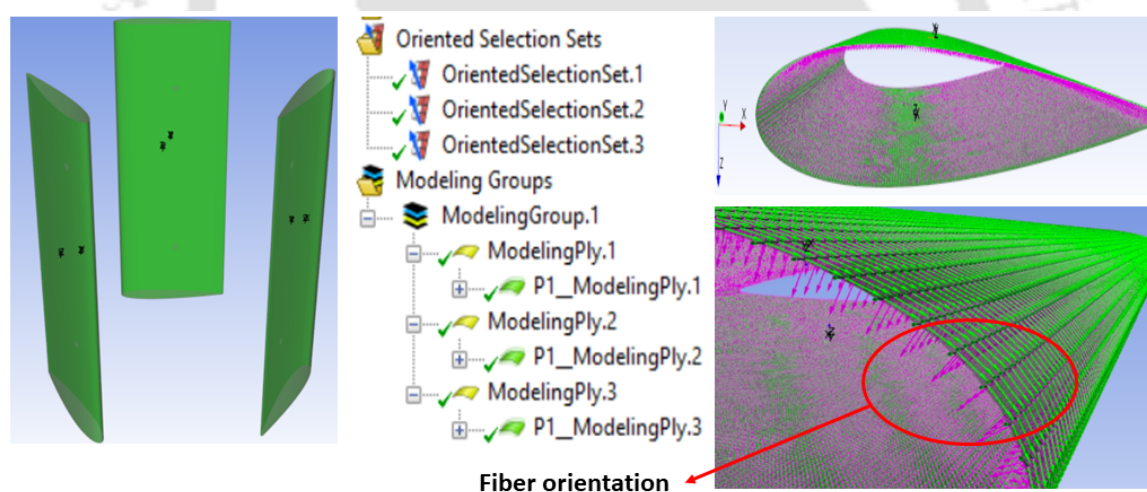 Oriented Selection Sets
OrientedSelectionSet.1
OrientedSelectionSet.2
OrientedSelectionSet.3
Modeling Groups
ModelingGroup.1
ModelingPly.1
P1__ModelingPly.1
ModelingPly.2
P1__ModelingPly.2
ModelingPly.3
P1__ModelingPly.3
Y
X
Z
Fiber orientation